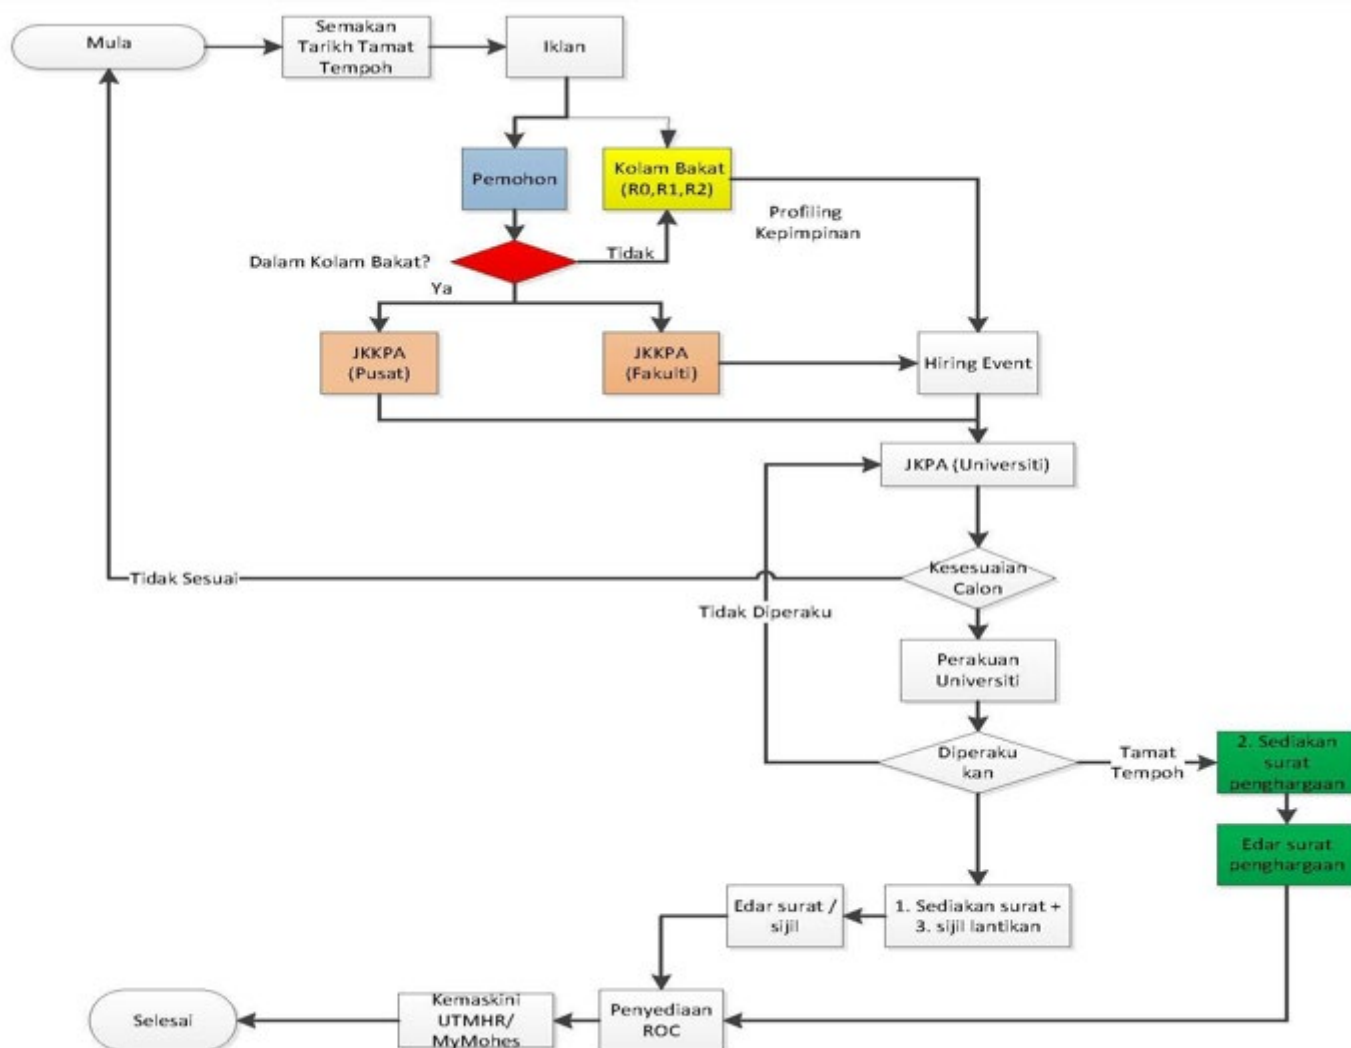 Mula
Semakan
Tarikh Tamat
Tempoh
Iklan
Pemohon
Kolam Bakat
(R0,R1,R2)
Profiling
Kepimpinan
Dalam Kolam Bakat?
Tidak
Ya
JKKPA
(Pusat)
JKKPA
(Fakulti)
Hiring Event
JKPA (Universiti)
Kesesuaian
Calon
Tidak Sesuai
Tidak Diperaku
Perakuan
Universiti
Diperaku
kan
Tamat
Tempoh
2. Sediakan
surat
penghargaan
Edar surat
penghargaan
1. Sediakan surat +
3. sijil lantikan
Edar surat /
sijil
Penyediaan
ROC
Kemaskini
UTMHR/
MyMohes
Selesai